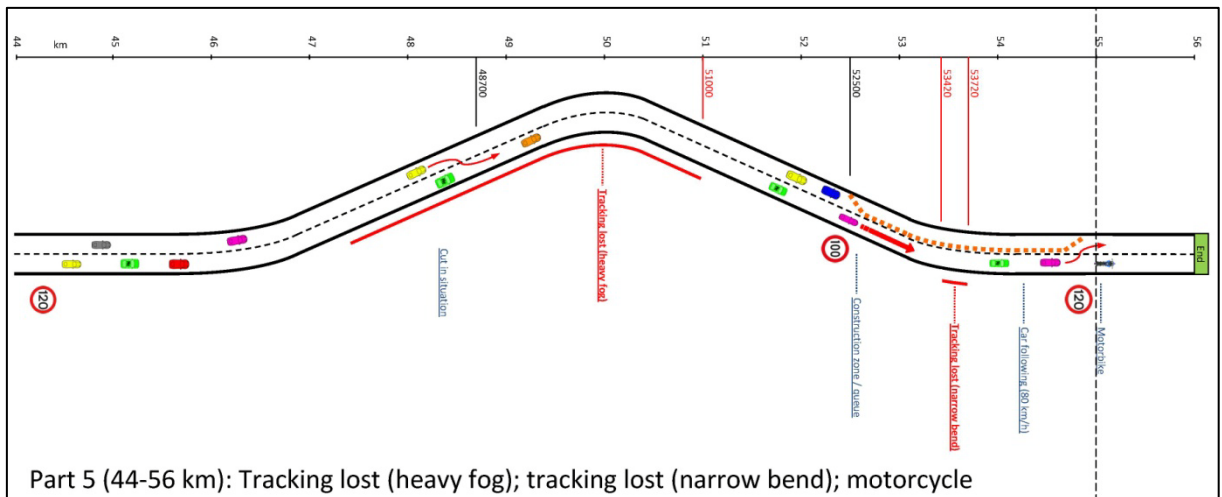 44
km
45
46
47
48
49
50
51
52
53
54
55
56
48700
51000
52500
53420
53720
End
120
100
120
Cut in situation
Tracking lost (heavy fog)
Construction zone / queue
Tracking lost (narrow bend)
Car following (80 km/h)
Motorbike
Part 5 (44-56 km): Tracking lost (heavy fog); tracking lost (narrow bend); motorcycle